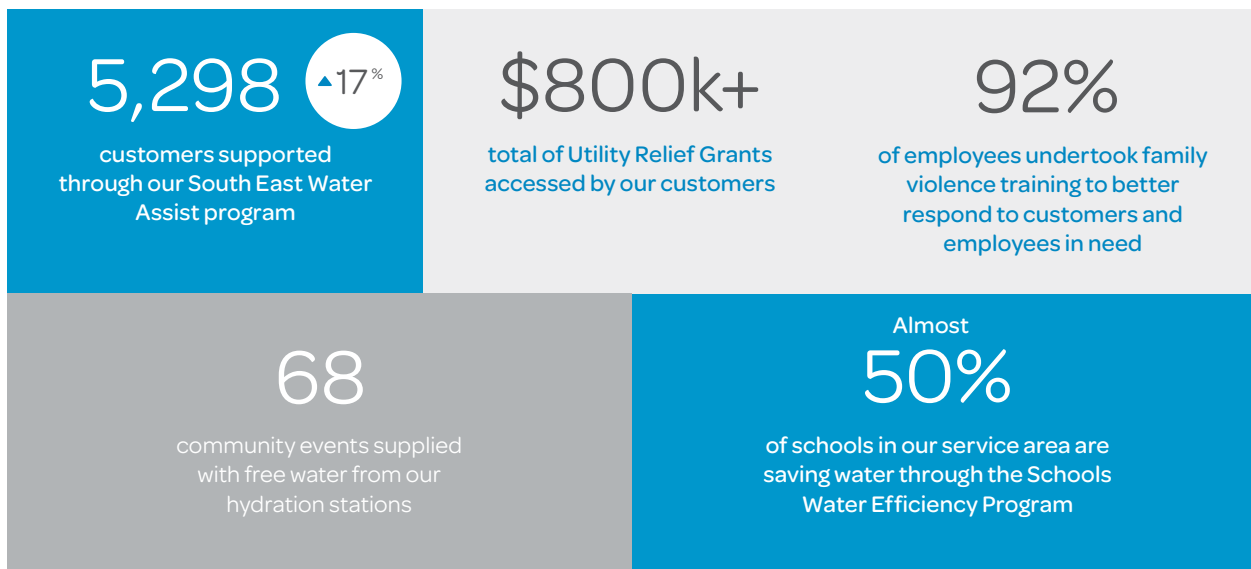 5,298
▲17%
customers supported
through our South East Water
Assist program
$800k+
total of Utility Relief Grants
accessed by our customers
92%
of employees undertook family
violence training to better
respond to customers and
employees in need
68
community events supplied
with free water from our
hydration stations
Almost
50%
of schools in our service area are
saving water through the Schools
Water Efficiency Program